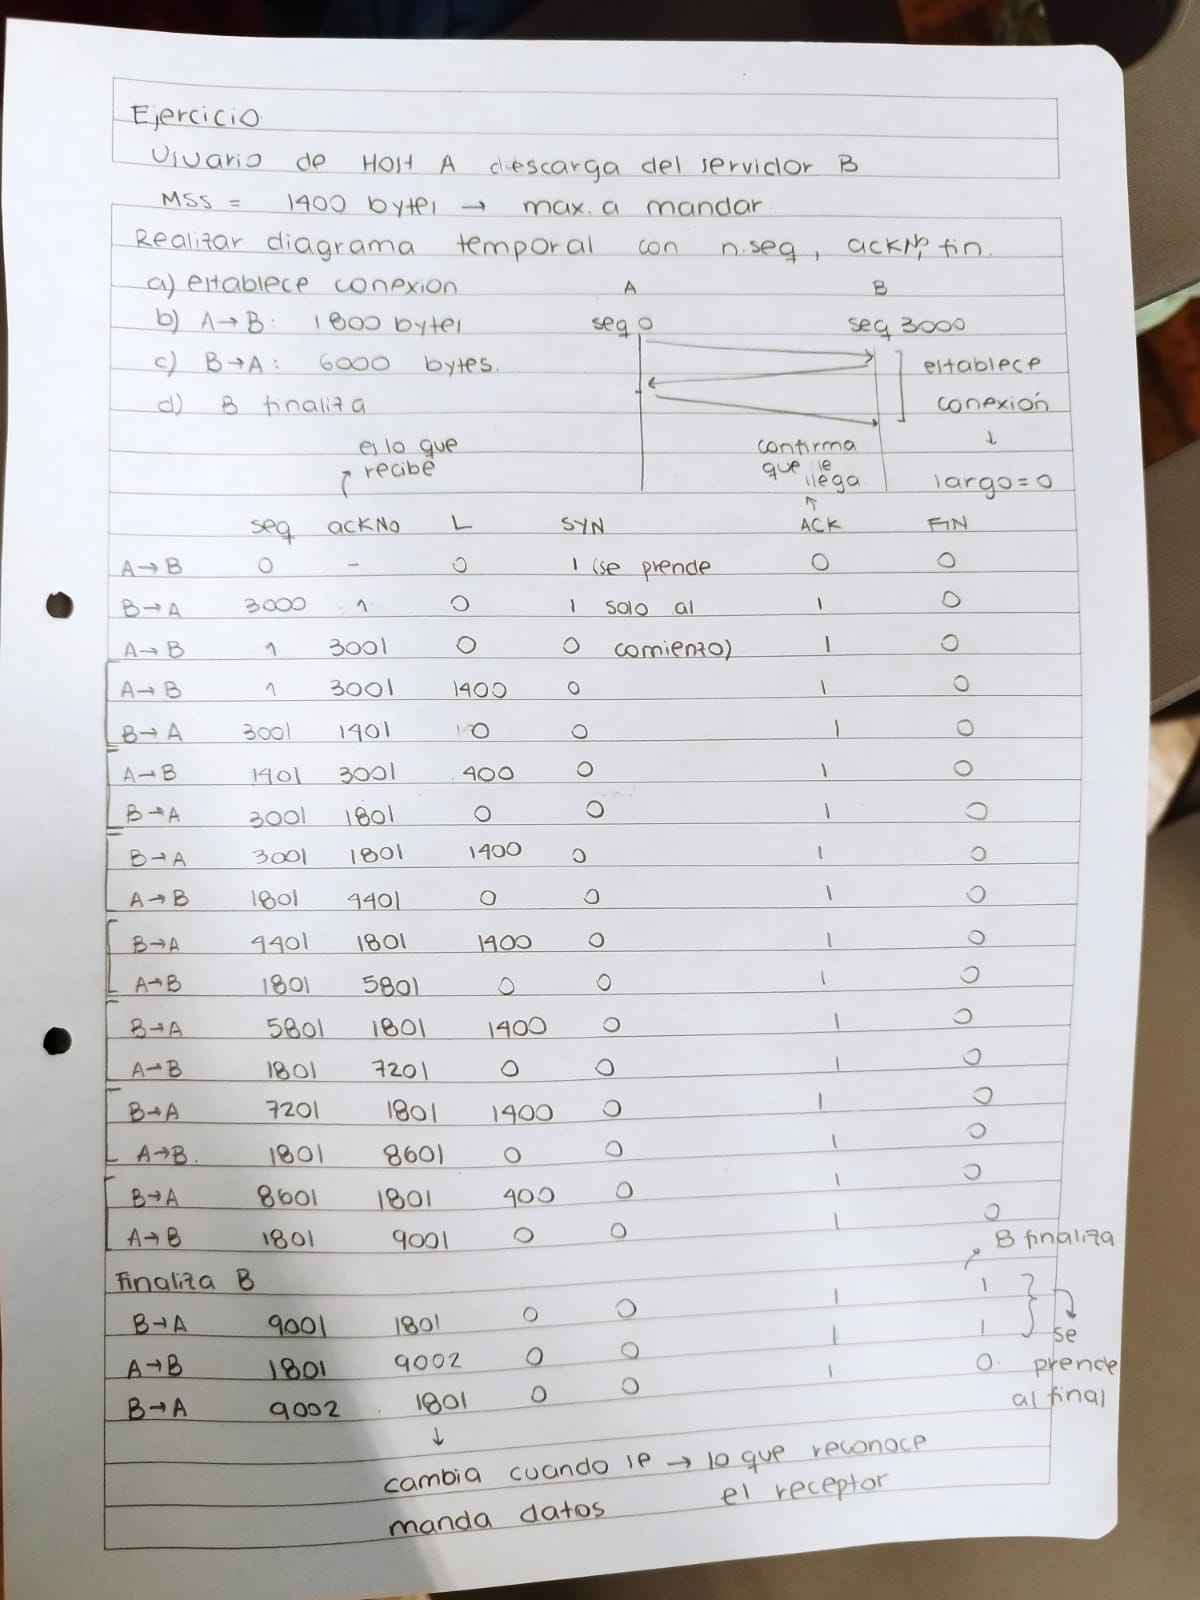 Ejercicio
Usuario de Host A descarga del servidor B
MSS = 1400 bytes → max. a mandar
Realizar diagrama temporal con n.seq, ackNo, fin.
a) establece conexion A B
b) A→B: 1800 bytes seq 0 seq 3000
c) B→A: 6000 bytes. establece
d) B finaliza conexión
es lo que confirma ↓
↗ recibe que le llega largo=0
seq ackNo L SYN ACK FIN
A→B 0 - 0 1 (se prende 0 0
B→A 3000 1 0 1 solo al 1 0
A→B 1 3001 0 0 comienzo) 1 0
A→B 1 3001 1400 0 1 0
B→A 3001 1401 0 0 1 0
A→B 1401 3001 400 0 1 0
B→A 3001 1801 0 0 1 0
B→A 3001 1801 1400 0 1 0
A→B 1801 4401 0 0 1 0
B→A 4401 1801 1400 0 1 0
A→B 1801 5801 0 0 1 0
B→A 5801 1801 1400 0 1 0
A→B 1801 7201 0 0 1 0
B→A 7201 1801 1400 0 1 0
A→B. 1801 8601 0 0 1 0
B→A 8601 1801 400 0 1 0
A→B 1801 9001 0 0 1 0
Finaliza B ↗ B finaliza
B→A 9001 1801 0 0 1 1
A→B 1801 9002 0 0 1 1 se
B→A 9002 1801 0 0 1 0. prende
al final
↓
cambia cuando le → lo que reconoce
manda datos el receptor